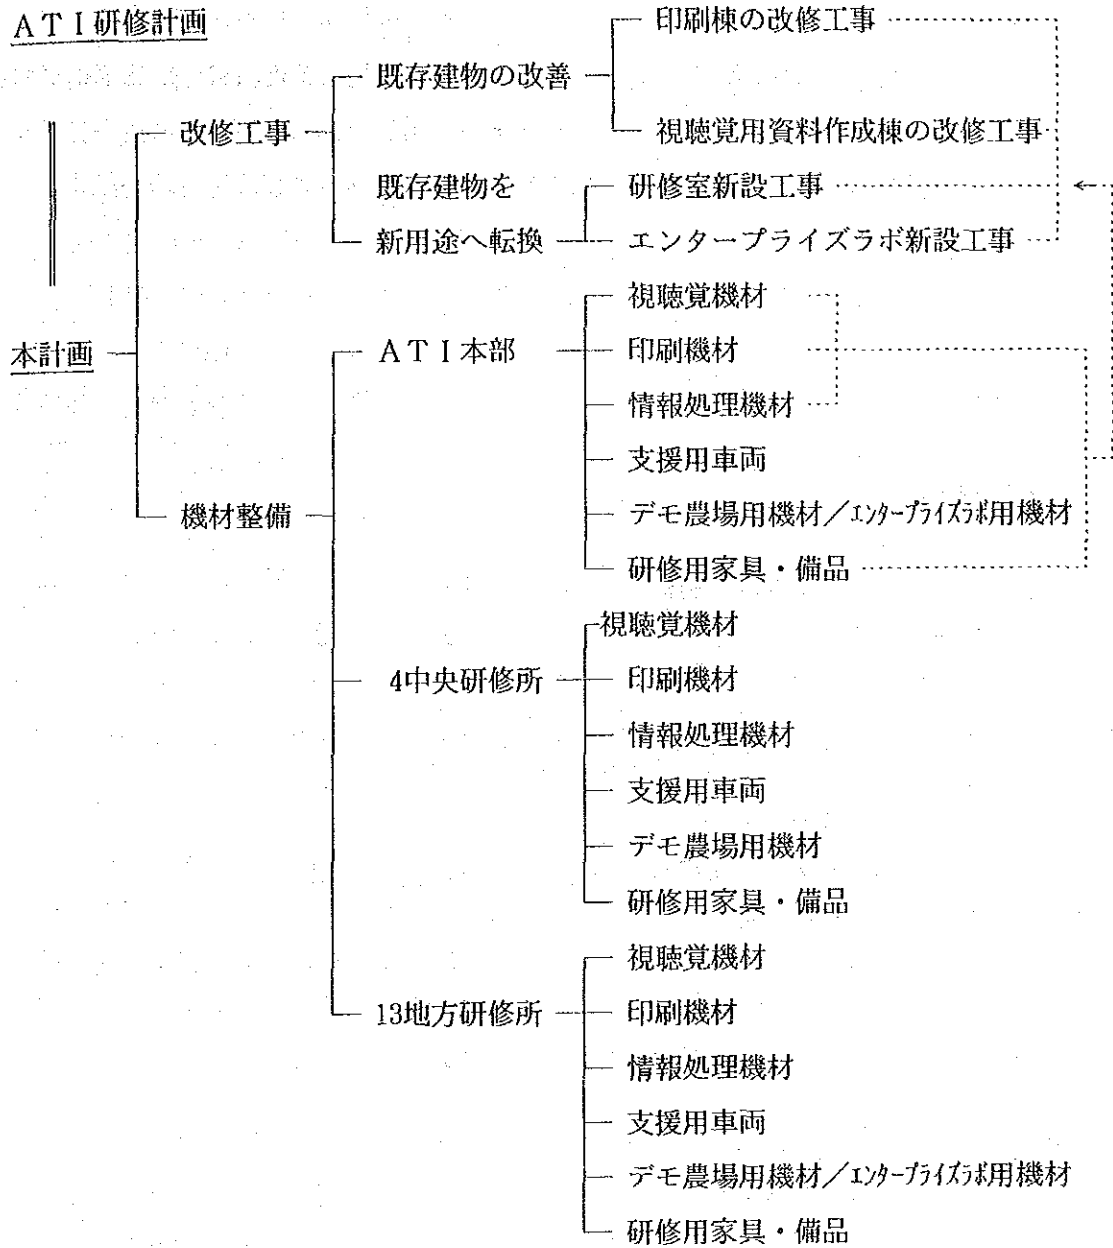 ATI研修計画
印刷棟の改修工事
既存建物の改善
改修工事
視聴覚用資料作成棟の改修工事
既存建物を
新用途へ転換
研修室新設工事
エンタープライズラボ新設工事
本計画
視聴覚機材
ATI本部
印刷機材
情報処理機材
支援用車両
機材整備
デモ農場用機材/エンタープライズラボ用機材
研修用家具・備品
視聴覚機材
4中央研修所
印刷機材
情報処理機材
支援用車両
デモ農場用機材
研修用家具・備品
視聴覚機材
13地方研修所
印刷機材
情報処理機材
支援用車両
デモ農場用機材/エンタープライズラボ用機材
研修用家具・備品